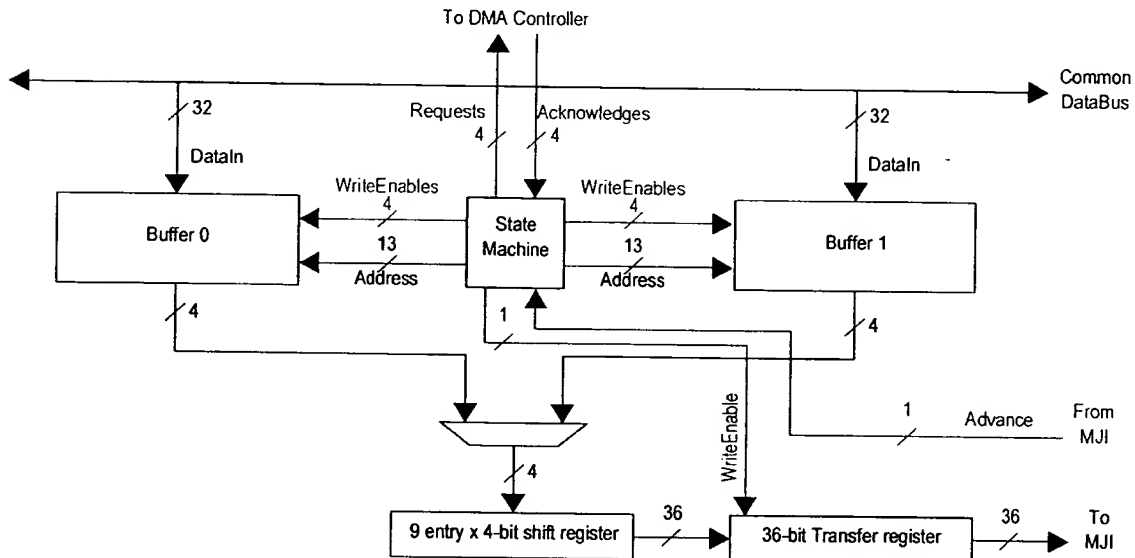 To DMA Controller
Common
DataBus
32
Requests
4
Acknowledges
4
32
DataIn
DataIn
WriteEnables
4
WriteEnables
4
Buffer 0
State
Machine
Buffer 1
13
Address
13
Address
4
1
4
WriteEnable
1
Advance
From
MJI
4
9 entry x 4-bit shift register
36
36-bit Transfer register
36
To
MJI